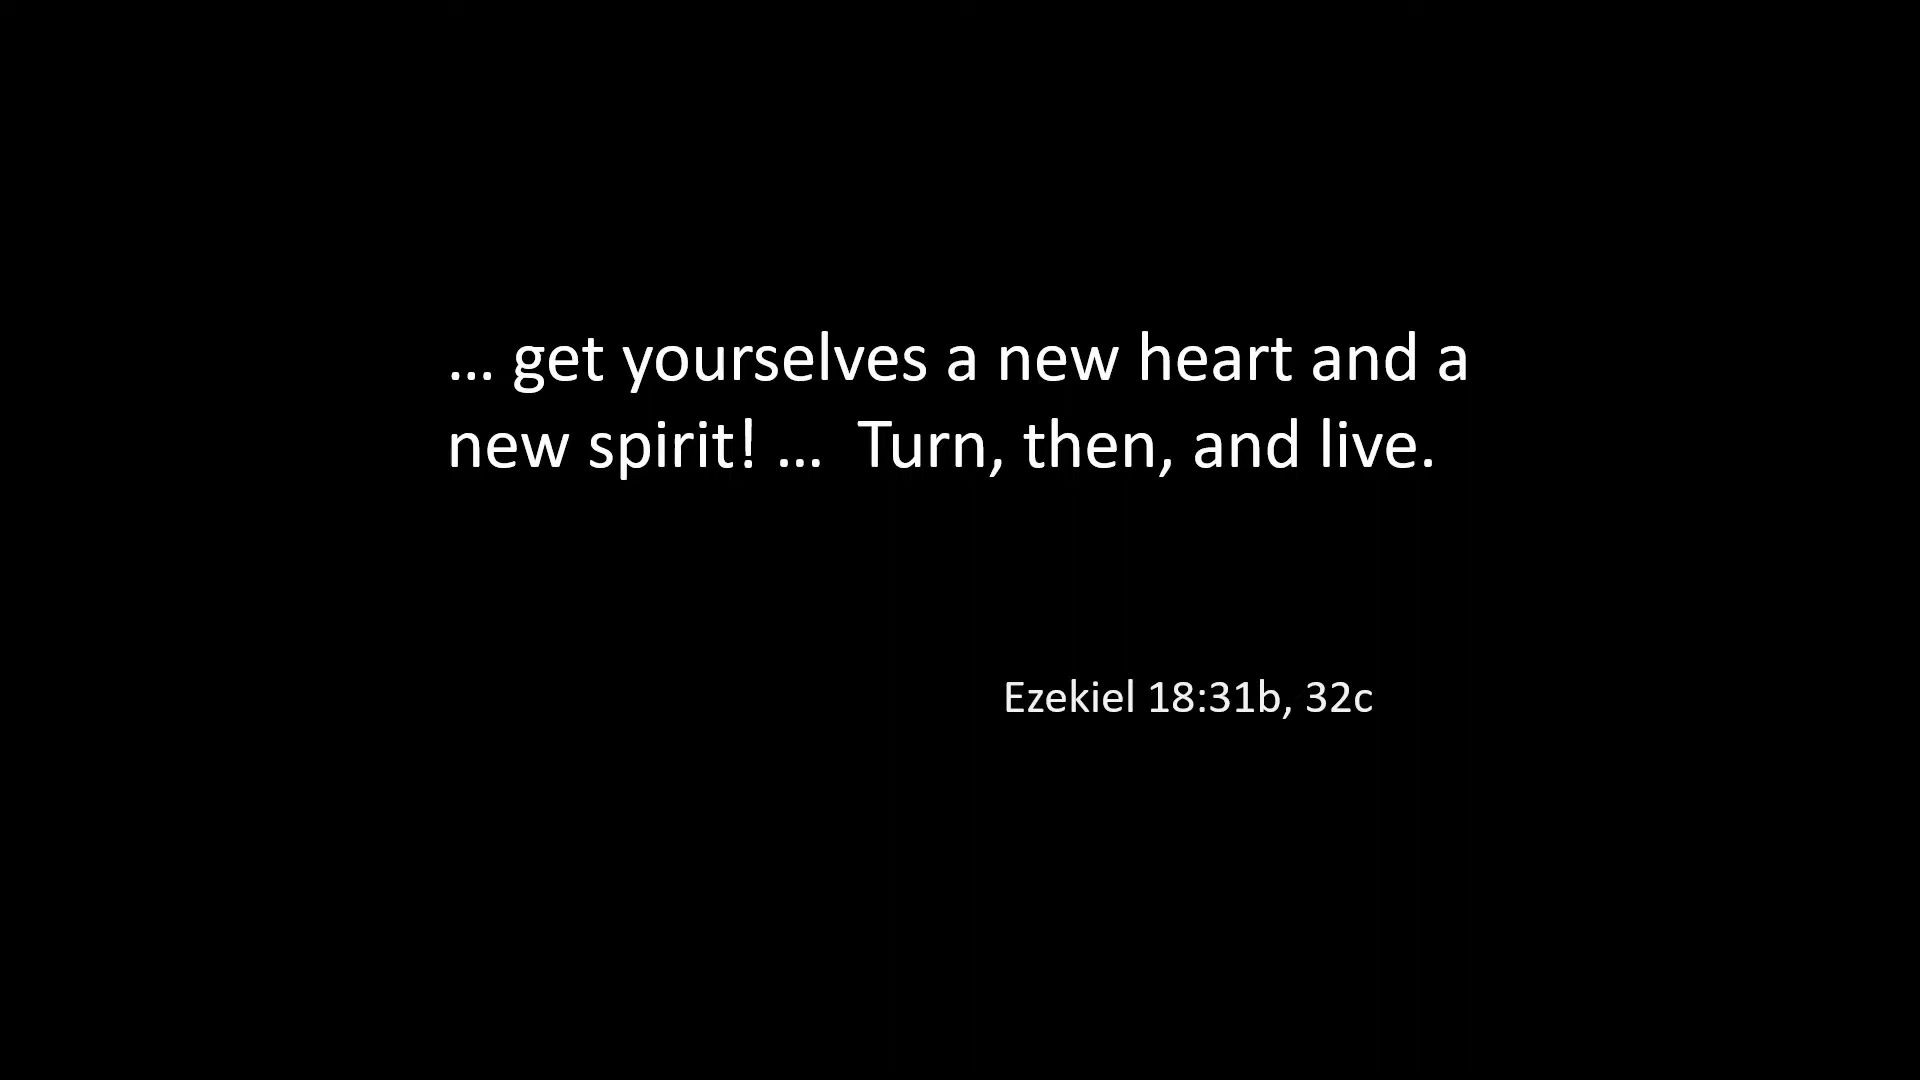 … get yourselves a new heart and a
new spirit! …  Turn, then, and live.
Ezekiel 18:31b, 32c